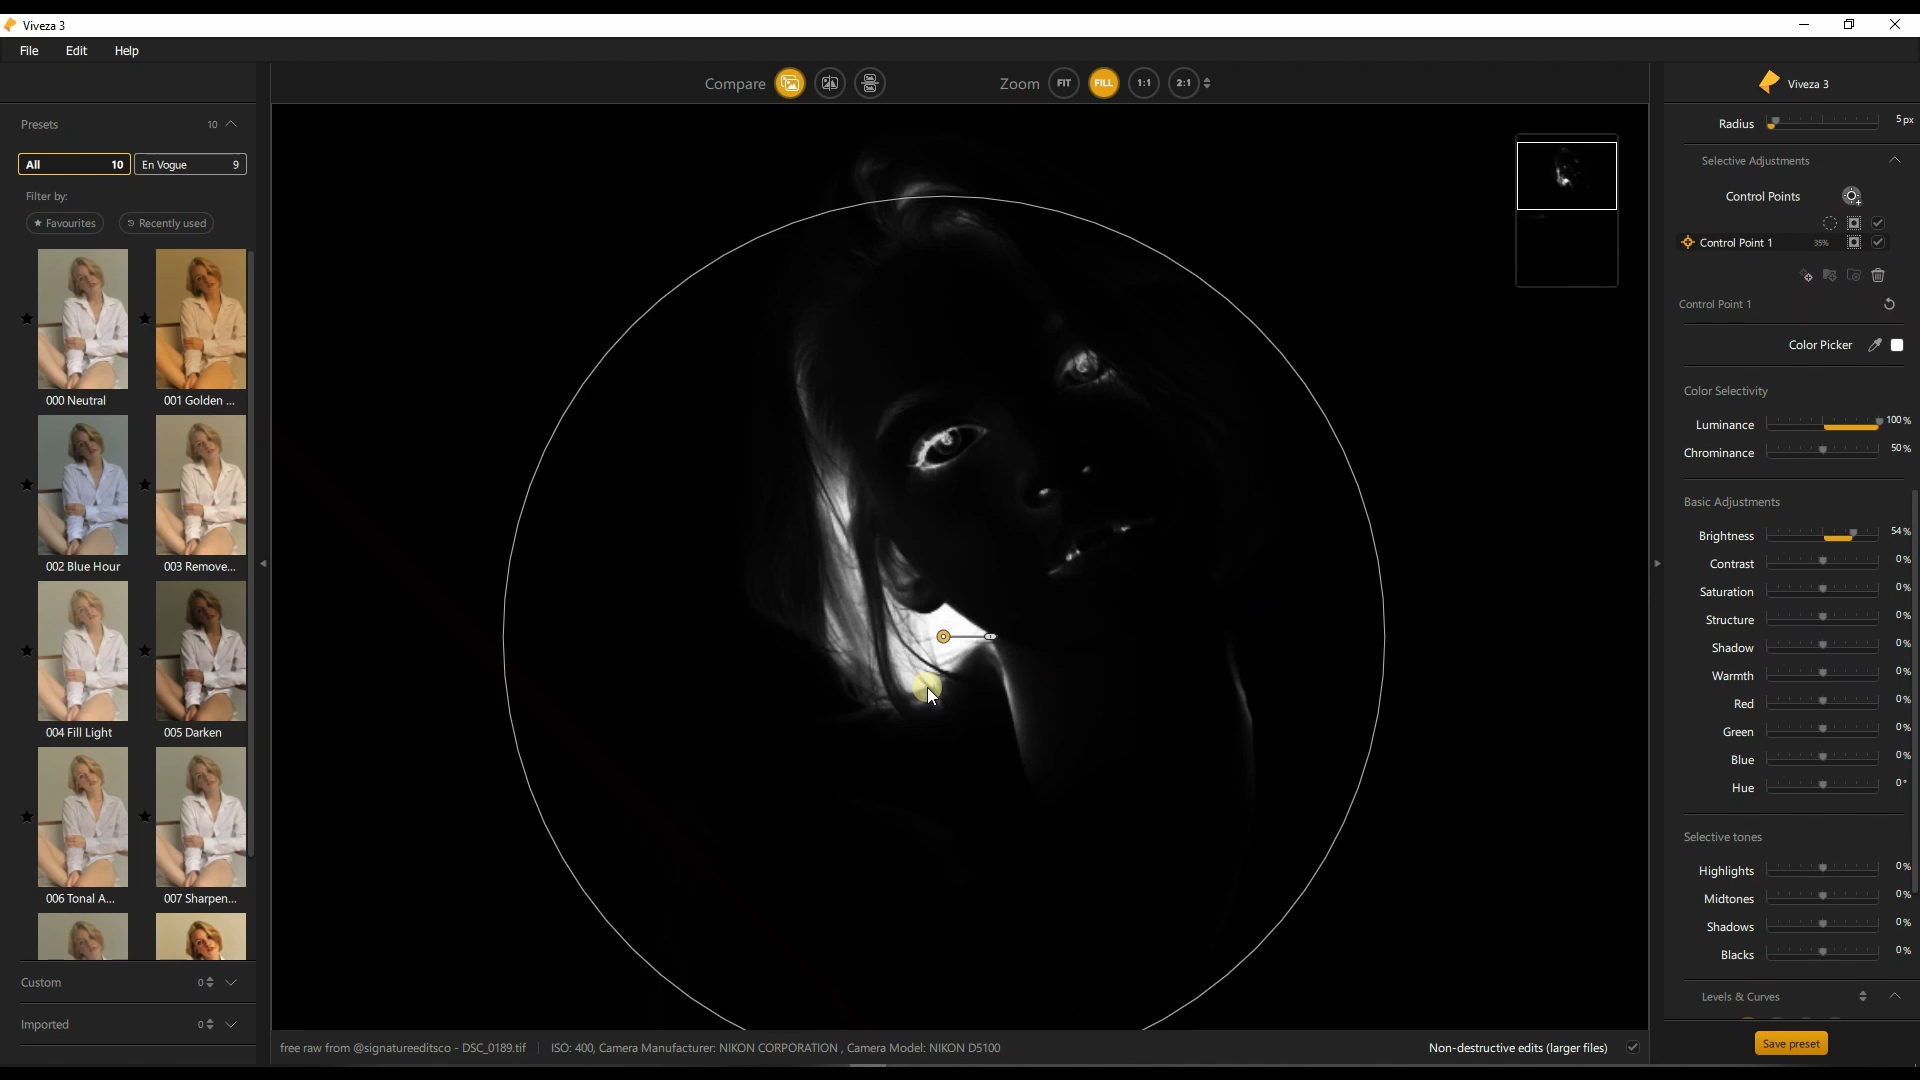 Viveza 3
File Edit Help
Compare
Zoom FIT FILL 1:1 2:1
Viveza 3
Presets 10
All 10 En Vogue 9
Filter by:
Favourites Recently used
000 Neutral 001 Golden ...
002 Blue Hour 003 Remove...
004 Fill Light 005 Darken
006 Tonal A... 007 Sharpen...
Custom 0
Imported 0
free raw from @signatureeditsco - DSC_0189.tif ISO: 400, Camera Manufacturer: NIKON CORPORATION , Camera Model: NIKON D5100
Non-destructive edits (larger files)
Radius 5 px
Selective Adjustments
Control Points
Control Point 1 35%
Control Point 1
Color Picker
Color Selectivity
Luminance 100 %
Chrominance 50 %
Basic Adjustments
Brightness 54 %
Contrast 0 %
Saturation 0 %
Structure 0 %
Shadow 0 %
Warmth 0 %
Red 0 %
Green 0 %
Blue 0 %
Hue 0 °
Selective tones
Highlights 0 %
Midtones 0 %
Shadows 0 %
Blacks 0 %
Levels & Curves
Save preset